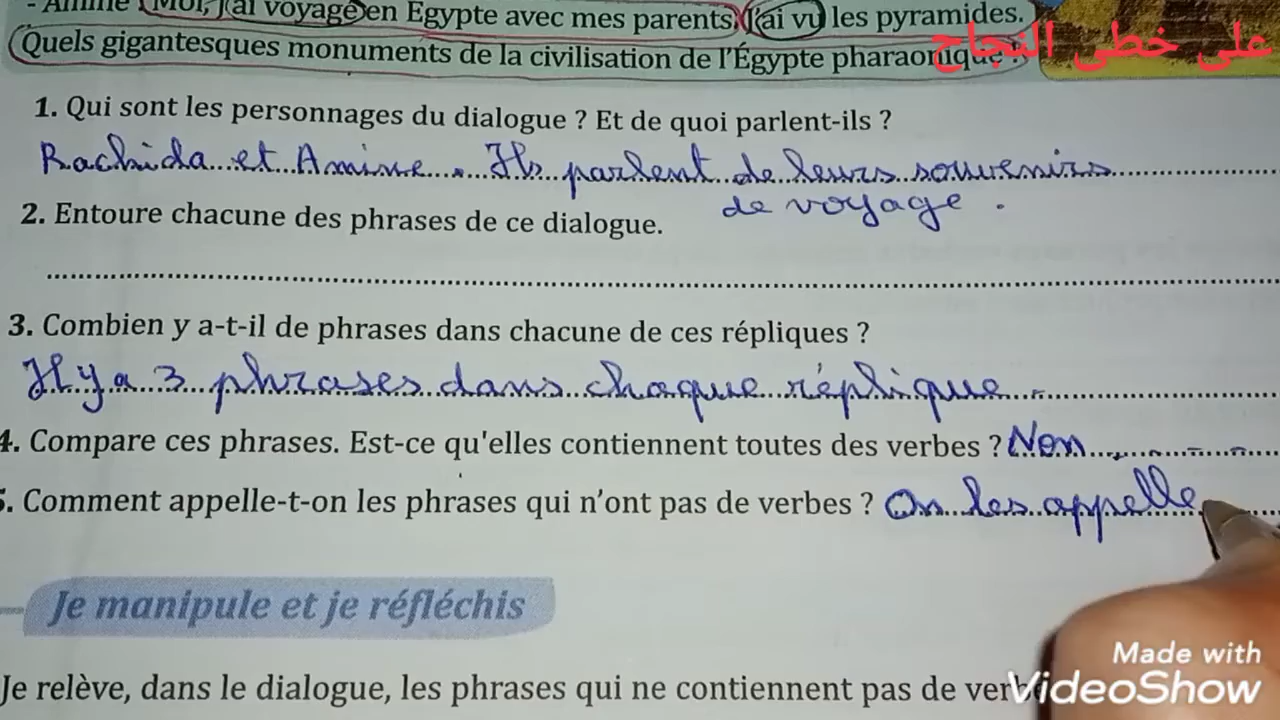 - Amine : Moi, j'ai voyagé en Égypte avec mes parents. J'ai vu les pyramides.
Quels gigantesques monuments de la civilisation de l'Égypte pharaonique !
على خطى النجاح
1. Qui sont les personnages du dialogue ? Et de quoi parlent-ils ?
Rachida et Amine. Ils parlent de leurs souvenirs
de voyage.
2. Entoure chacune des phrases de ce dialogue.
3. Combien y a-t-il de phrases dans chacune de ces répliques ?
Il y a 3 phrases dans chaque réplique.
4. Compare ces phrases. Est-ce qu'elles contiennent toutes des verbes ? Non
5. Comment appelle-t-on les phrases qui n'ont pas de verbes ? On les appelle
Je manipule et je réfléchis
Je relève, dans le dialogue, les phrases qui ne contiennent pas de ver
Made with
VideoShow